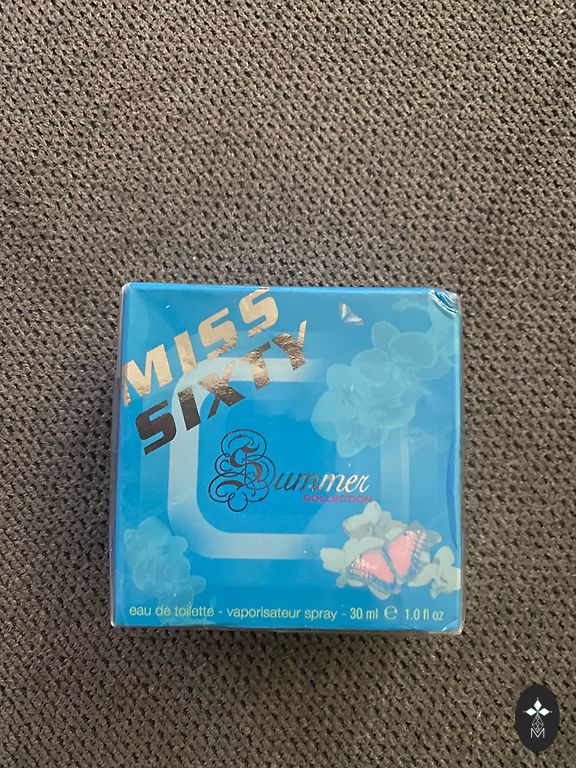 MISS
SIXTY
Summer
COLLECTION
eau de toilette - vaporisateur spray - 30 ml ℮ 1.0 fl oz
M